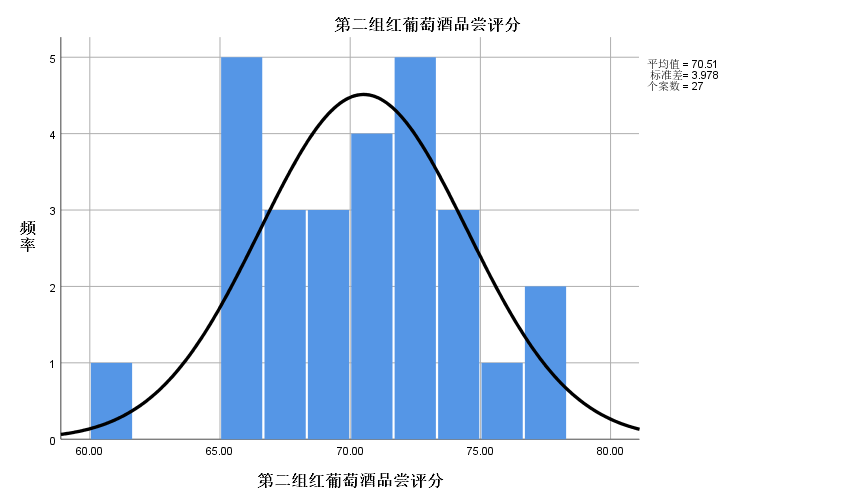 第二组红葡萄酒品尝评分
平均值 = 70.51
标准差= 3.978
个案数 = 27
频率
5
4
3
2
1
0
60.00 65.00 70.00 75.00 80.00
第二组红葡萄酒品尝评分